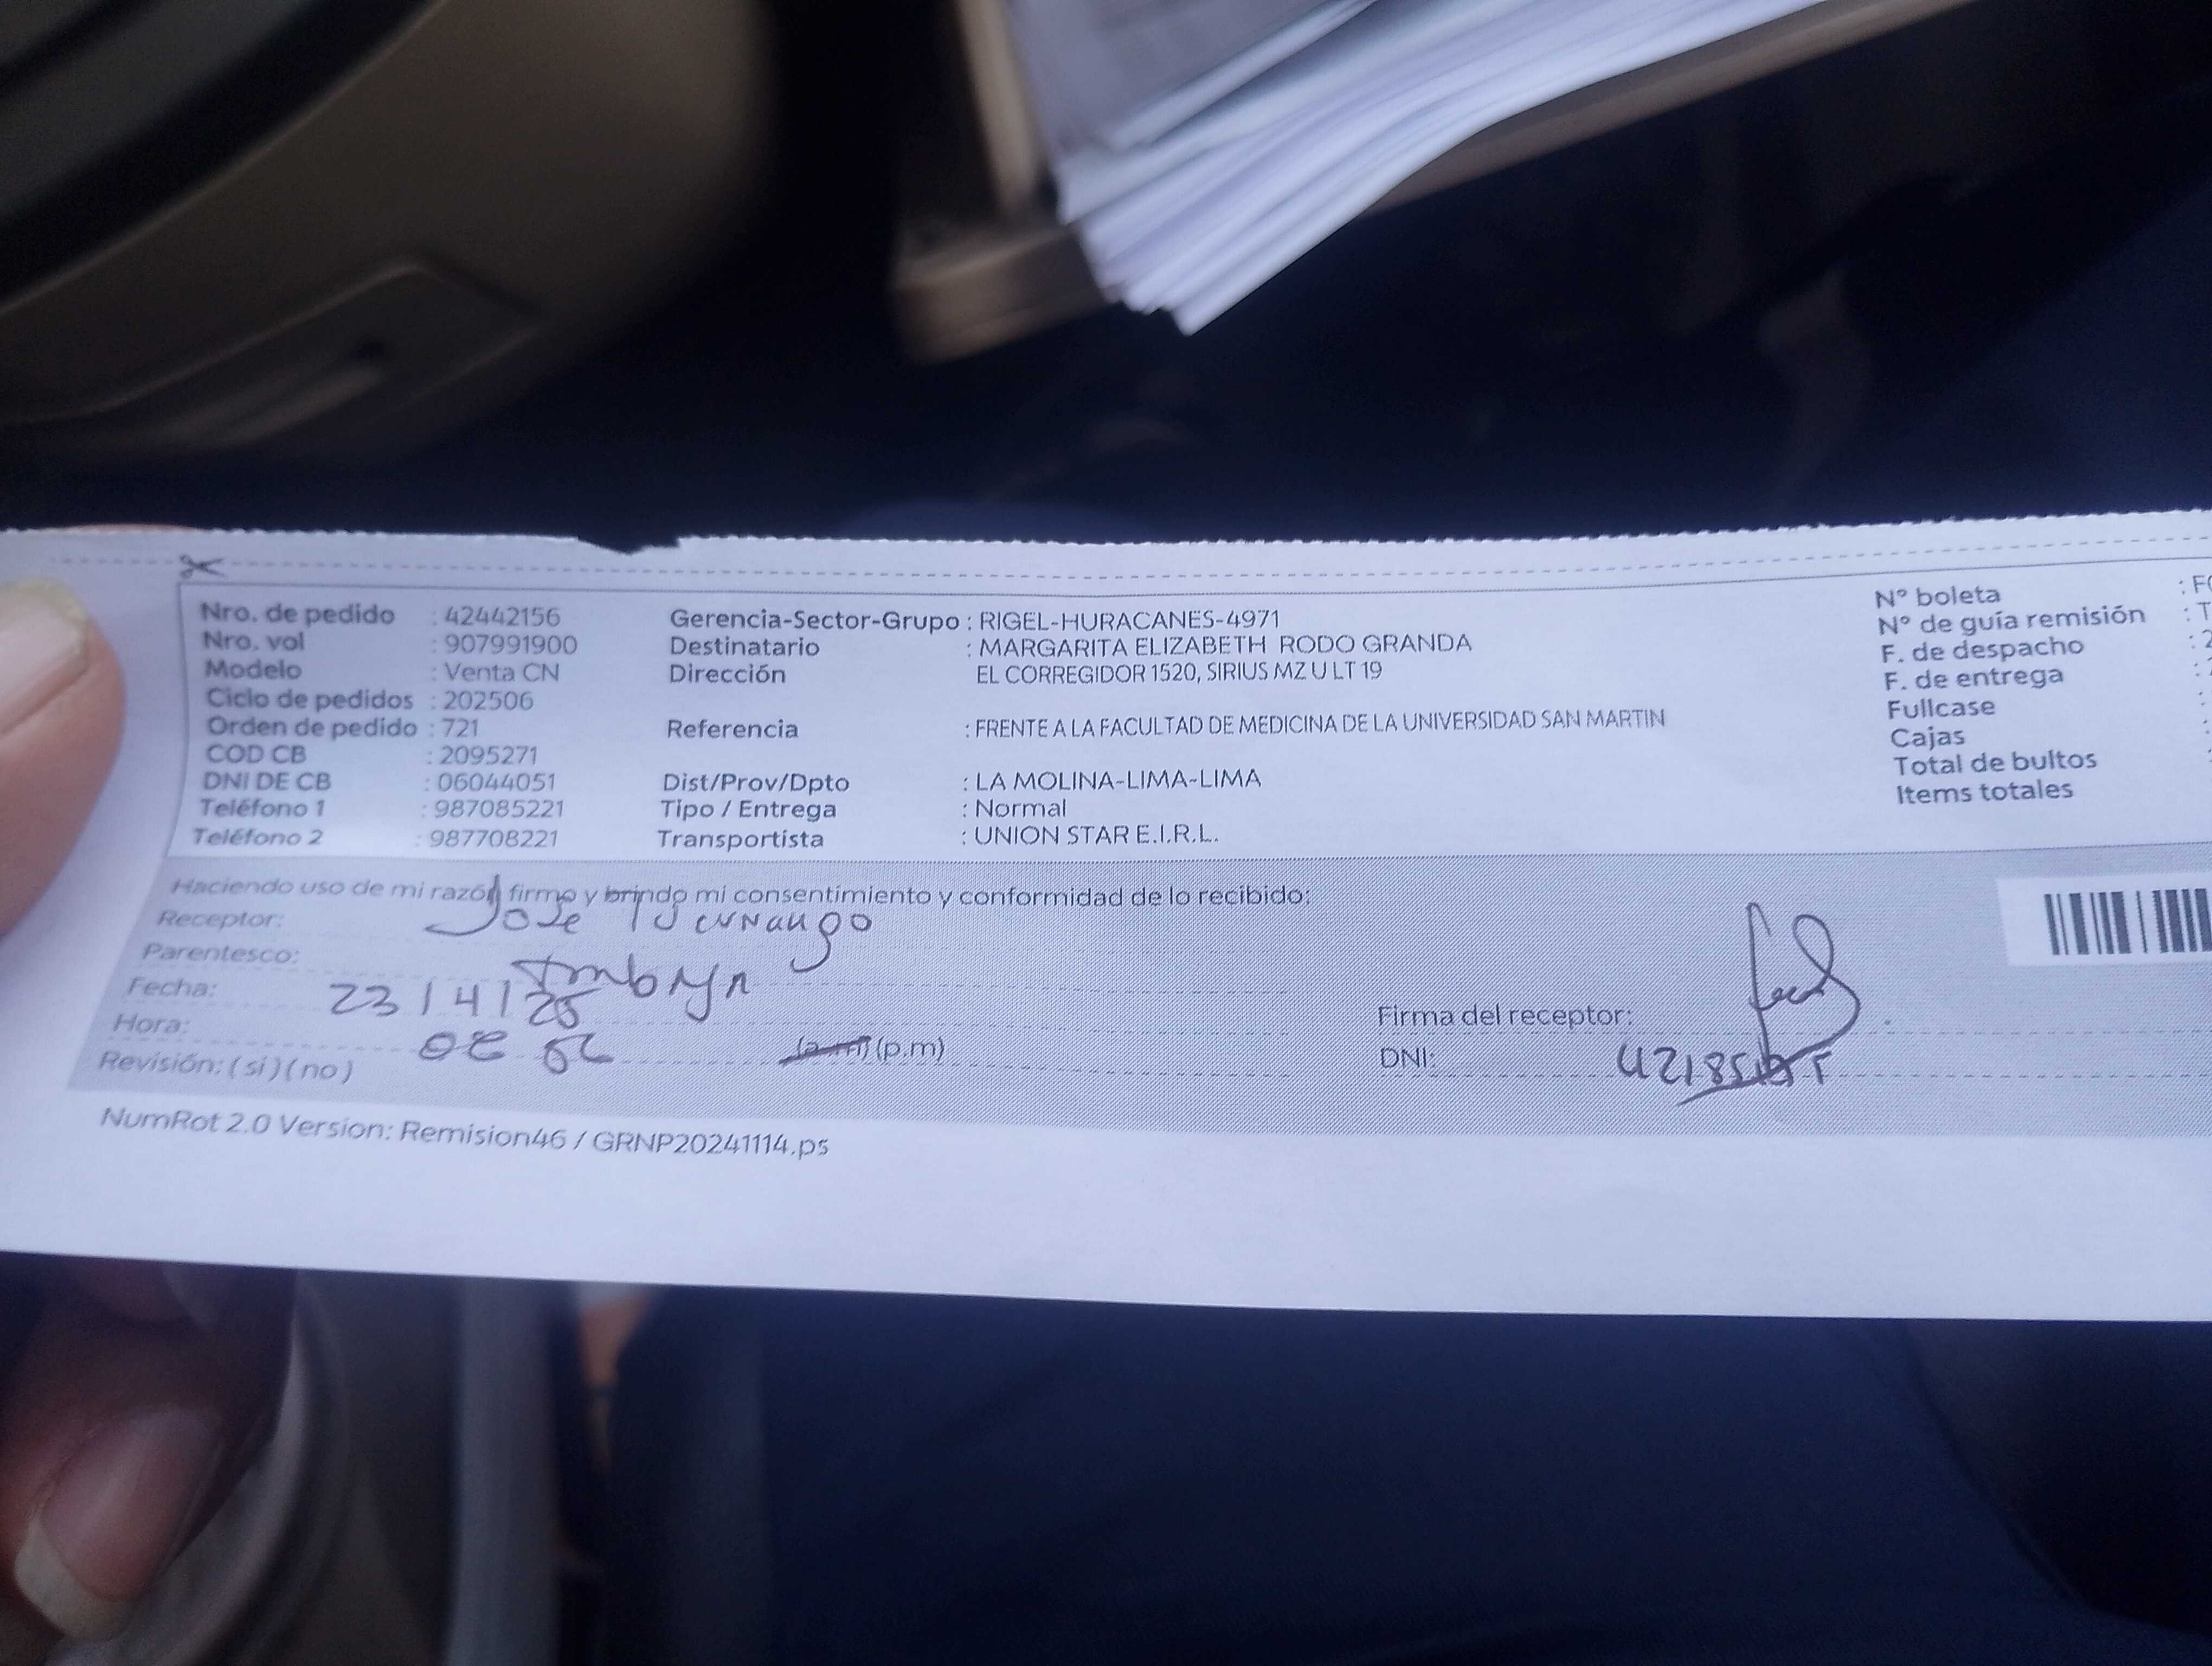 Nro. de pedido : 42442156 Gerencia-Sector-Grupo : RIGEL-HURACANES-4971 N° boleta : F
Nro. vol : 907991900 Destinatario : MARGARITA ELIZABETH RODO GRANDA N° de guía remisión : T
Modelo : Venta CN Dirección EL CORREGIDOR 1520, SIRIUS MZ U LT 19 F. de despacho : 2
Ciclo de pedidos : 202506 F. de entrega :
Orden de pedido : 721 Referencia : FRENTE A LA FACULTAD DE MEDICINA DE LA UNIVERSIDAD SAN MARTIN Fullcase :
COD CB : 2095271 Cajas :
DNI DE CB : 06044051 Dist/Prov/Dpto : LA MOLINA-LIMA-LIMA Total de bultos
Teléfono 1 : 987085221 Tipo / Entrega : Normal Items totales
Teléfono 2 : 987708221 Transportista : UNION STAR E.I.R.L.
Haciendo uso de mi razón firmo y brindo mi consentimiento y conformidad de lo recibido:
Receptor: Jose
Parentesco:
Fecha: 23/4/25
Hora: (a.m) (p.m)
Revisión: ( si ) ( no )
Firma del receptor:
DNI:
NumRot 2.0 Version: Remision46 / GRNP20241114.ps